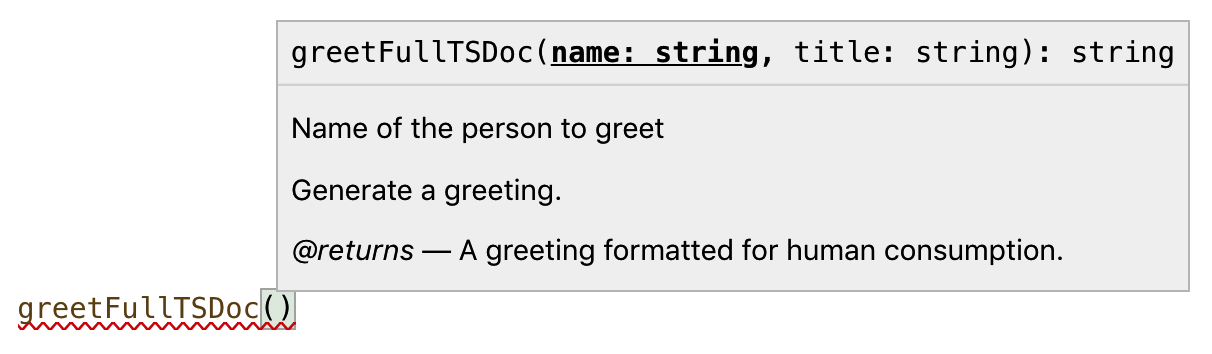 greetFullTSDoc(name: string, title: string): string
Name of the person to greet
Generate a greeting.
@returns — A greeting formatted for human consumption.
greetFullTSDoc()